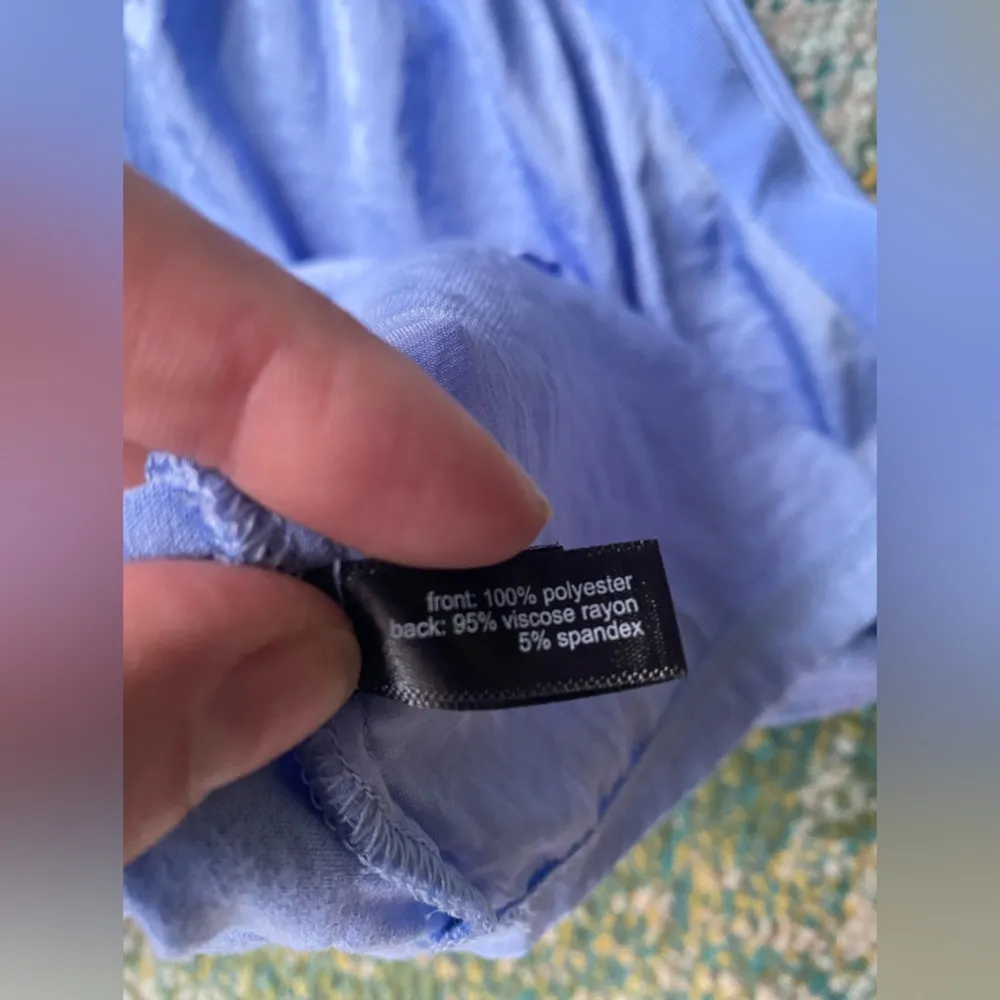 front: 100% polyester
back: 95% viscose rayon
5% spandex